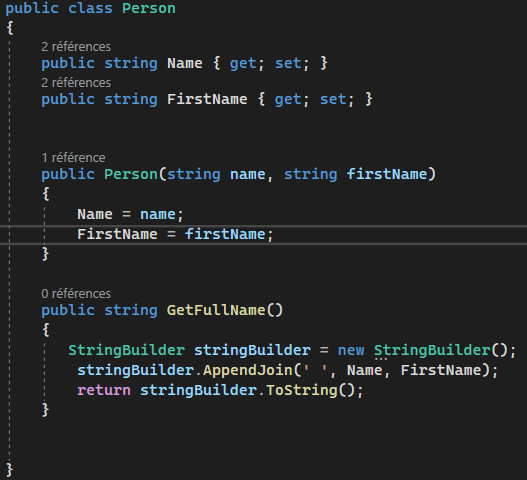 public class Person
{
2 références
public string Name { get; set; }
2 références
public string FirstName { get; set; }
1 référence
public Person(string name, string firstName)
{
Name = name;
FirstName = firstName;
}
0 références
public string GetFullName()
{
StringBuilder stringBuilder = new StringBuilder();
stringBuilder.AppendJoin(' ', Name, FirstName);
return stringBuilder.ToString();
}
}